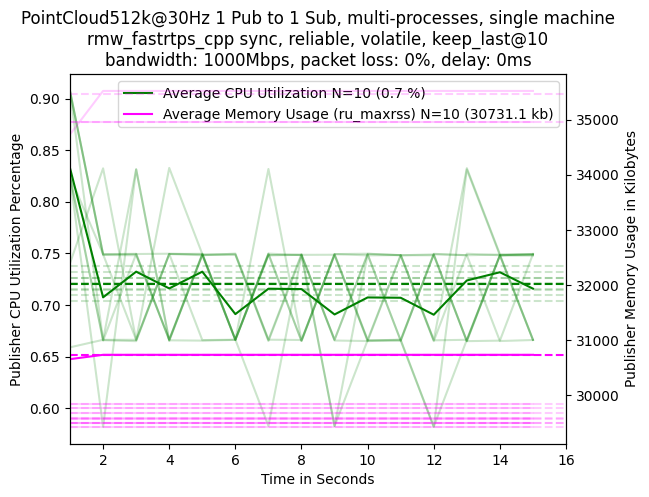 PointCloud512k@30Hz 1 Pub to 1 Sub, multi-processes, single machine
rmw_fastrtps_cpp sync, reliable, volatile, keep_last@10
bandwidth: 1000Mbps, packet loss: 0%, delay: 0ms
Average CPU Utilization N=10 (0.7 %)
Average Memory Usage (ru_maxrss) N=10 (30731.1 kb)
Publisher CPU Utilization Percentage
0.90
0.85
0.80
0.75
0.70
0.65
0.60
35000
34000
33000
32000
31000
30000
Publisher Memory Usage in Kilobytes
2
4
6
8
10
12
14
16
Time in Seconds